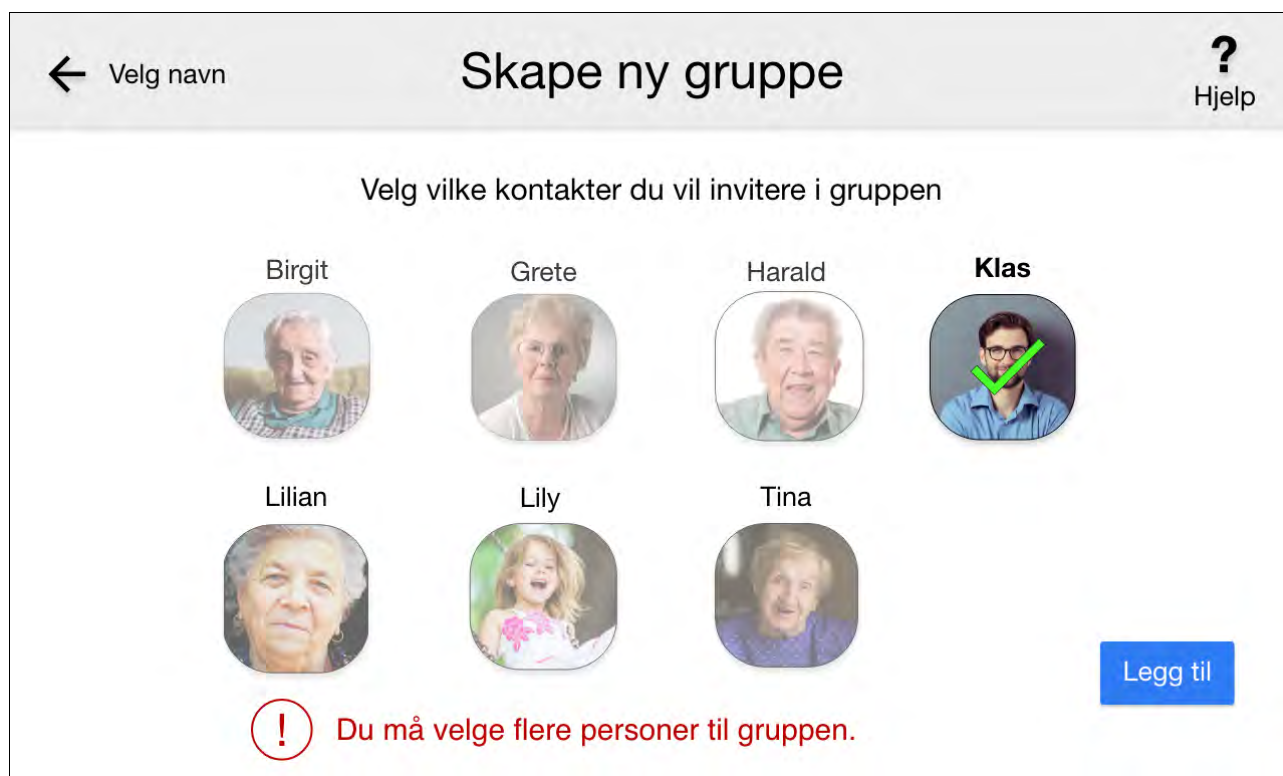 ← Velg navn
Skape ny gruppe
?
Hjelp
Velg vilke kontakter du vil invitere i gruppen
Birgit
Grete
Harald
Klas
Lilian
Lily
Tina
Legg til
! Du må velge flere personer til gruppen.